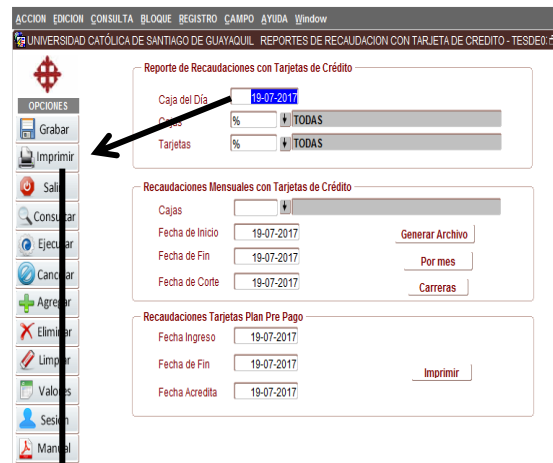 ACCION EDICION CONSULTA BLOQUE REGISTRO CAMPO AYUDA Window
UNIVERSIDAD CATÓLICA DE SANTIAGO DE GUAYAQUIL REPORTES DE RECAUDACION CON TARJETA DE CREDITO - TESDE0
OPCIONES
Grabar
Imprimir
Salir
Consultar
Ejecutar
Cancelar
Agregar
Eliminar
Limpiar
Valores
Sesión
Manual
Reporte de Recaudaciones con Tarjetas de Crédito
Caja del Día 19-07-2017
Cajas % TODAS
Tarjetas % TODAS
Recaudaciones Mensuales con Tarjetas de Crédito
Cajas
Fecha de Inicio 19-07-2017 Generar Archivo
Fecha de Fin 19-07-2017 Por mes
Fecha de Corte 19-07-2017 Carreras
Recaudaciones Tarjetas Plan Pre Pago
Fecha Ingreso 19-07-2017
Fecha de Fin 19-07-2017 Imprimir
Fecha Acredita 19-07-2017